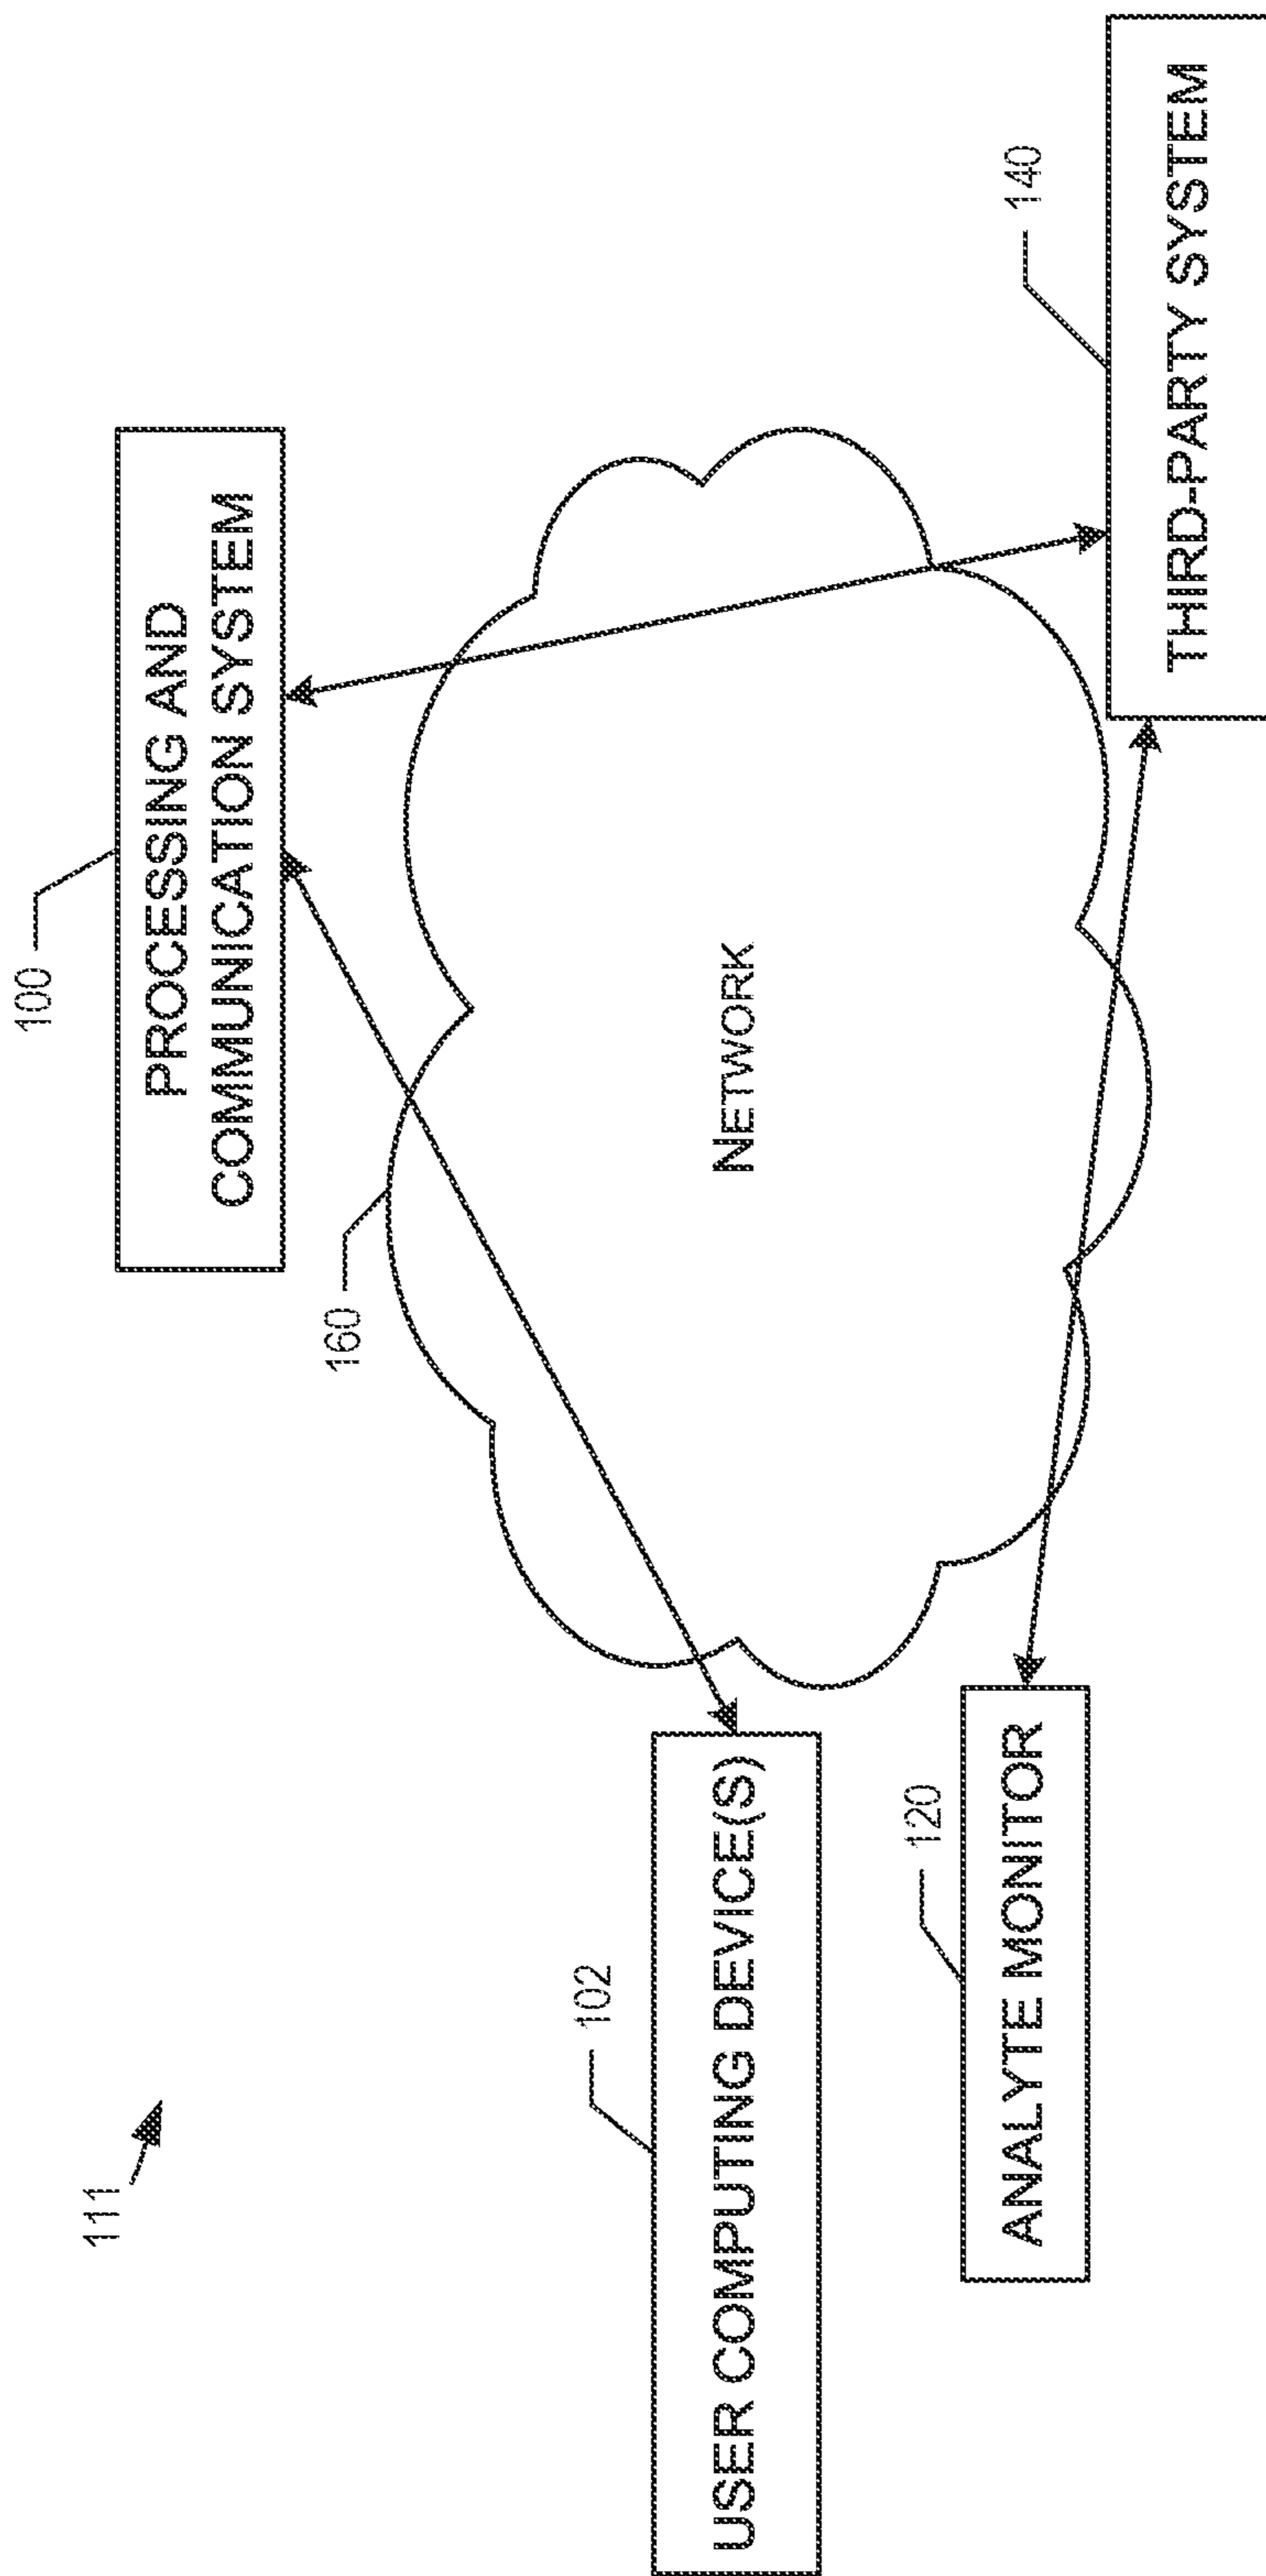 100
PROCESSING AND
COMMUNICATION SYSTEM
111
160
102
USER COMPUTING DEVICE(S)
NETWORK
120
ANALYTE MONITOR
140
THIRD-PARTY SYSTEM